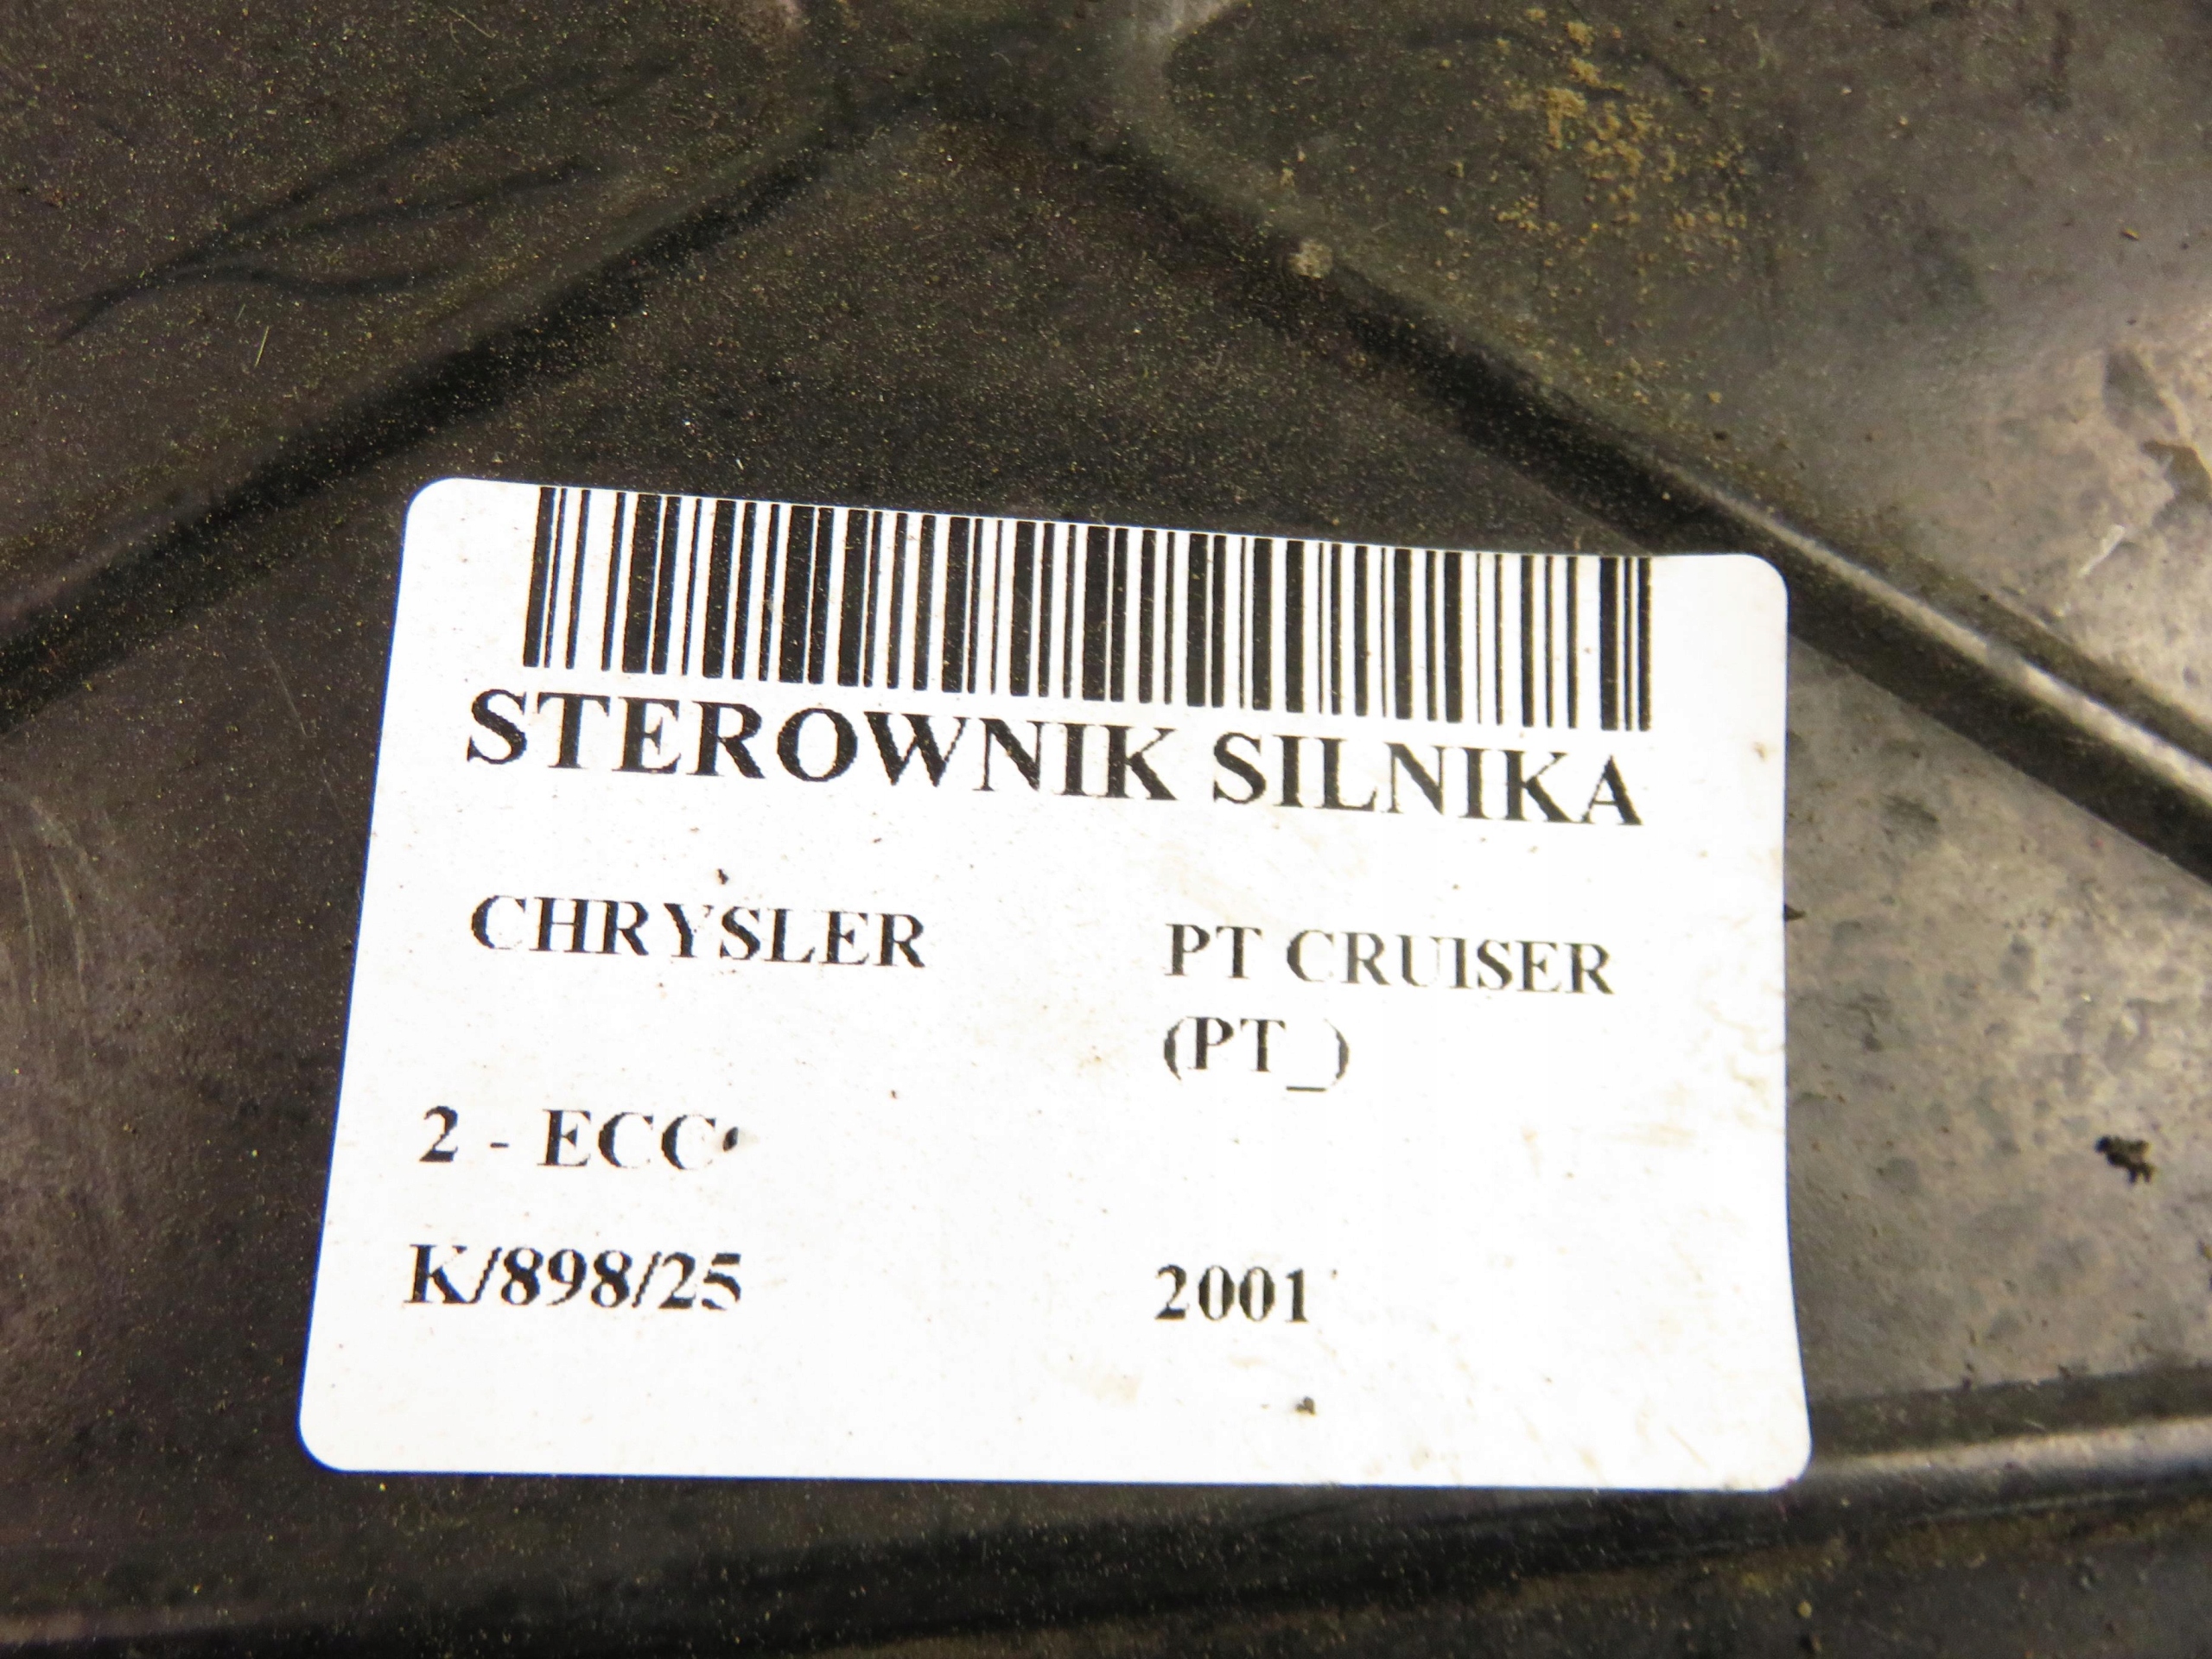 STEROWNIK SILNIKA
CHRYSLER PT CRUISER
(PT_)
2 - ECC
K/898/25 2001